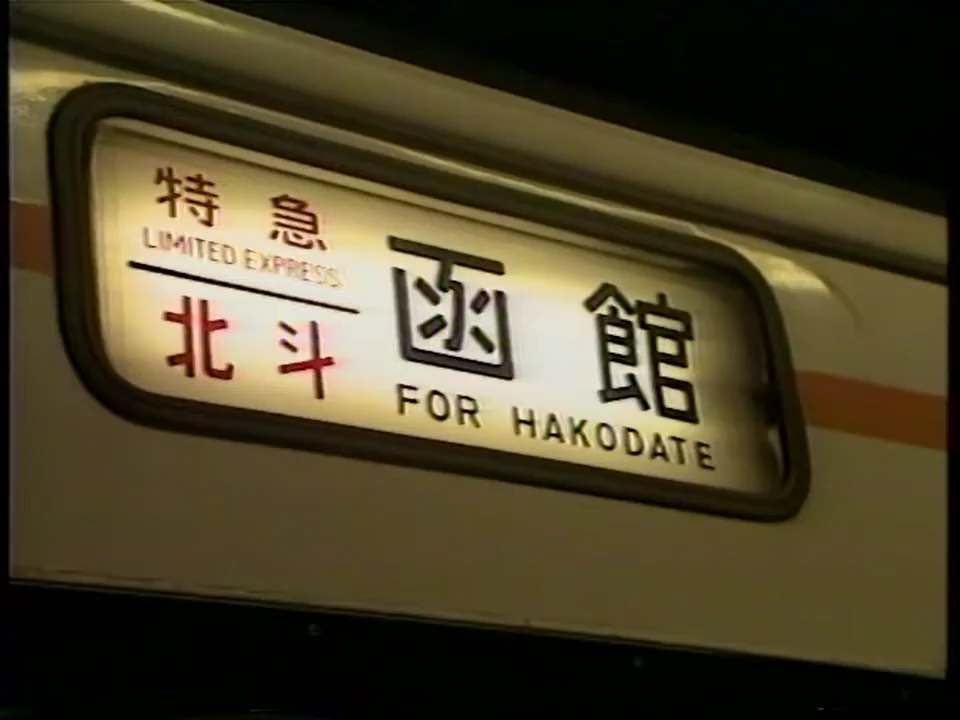 特急
LIMITED EXPRESS
北斗
函館
FOR HAKODATE